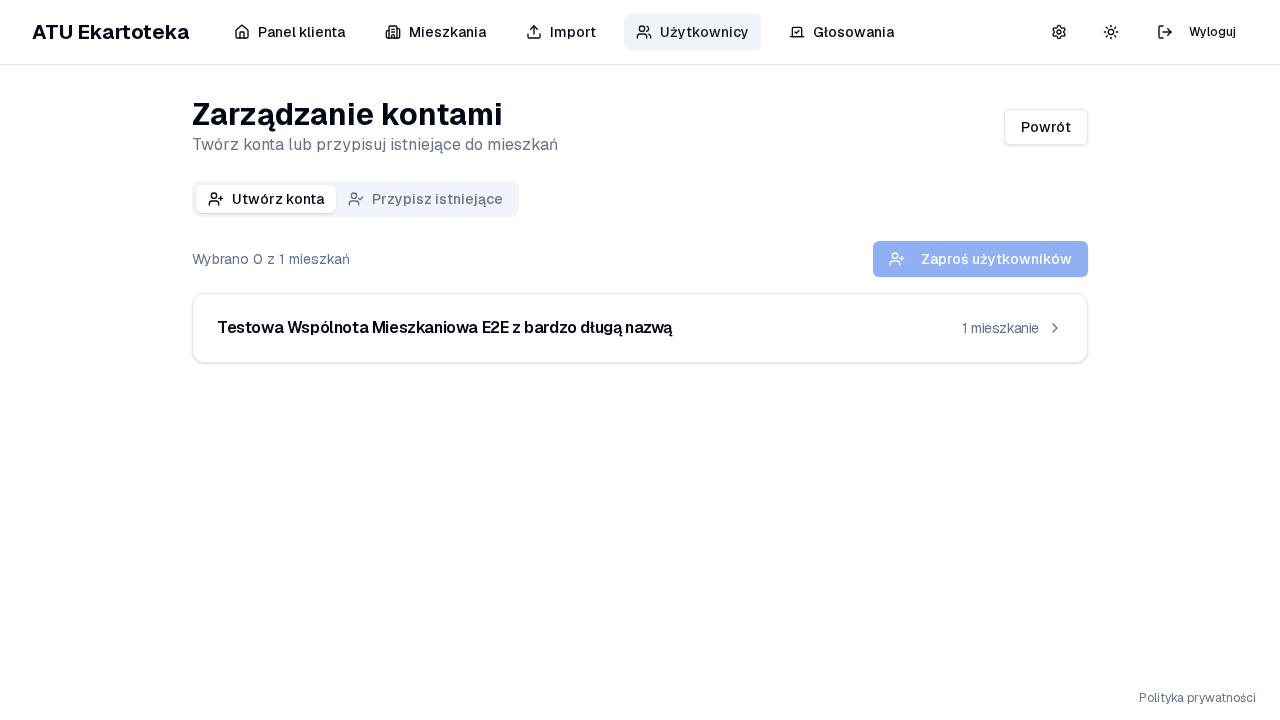 ATU Ekartoteka
Panel klienta
Mieszkania
Import
Użytkownicy
Głosowania
Wyloguj
Zarządzanie kontami
Twórz konta lub przypisuj istniejące do mieszkań
Powrót
Utwórz konta
Przypisz istniejące
Wybrano 0 z 1 mieszkań
Zaproś użytkowników
Testowa Wspólnota Mieszkaniowa E2E z bardzo długą nazwą
1 mieszkanie
Polityka prywatności